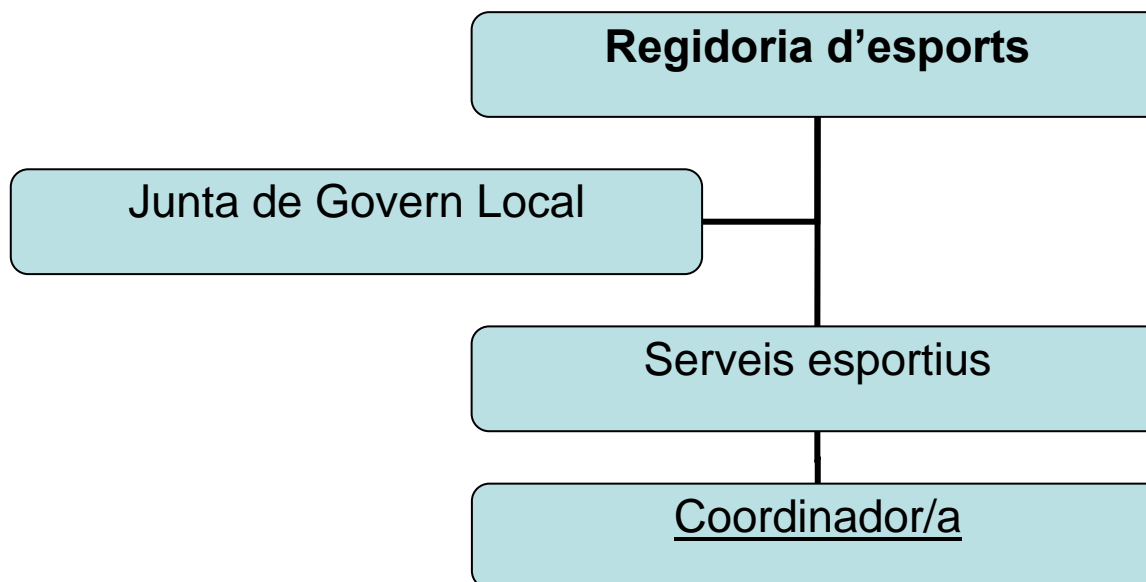 Regidoria d’esports
Junta de Govern Local
Serveis esportius
Coordinador/a